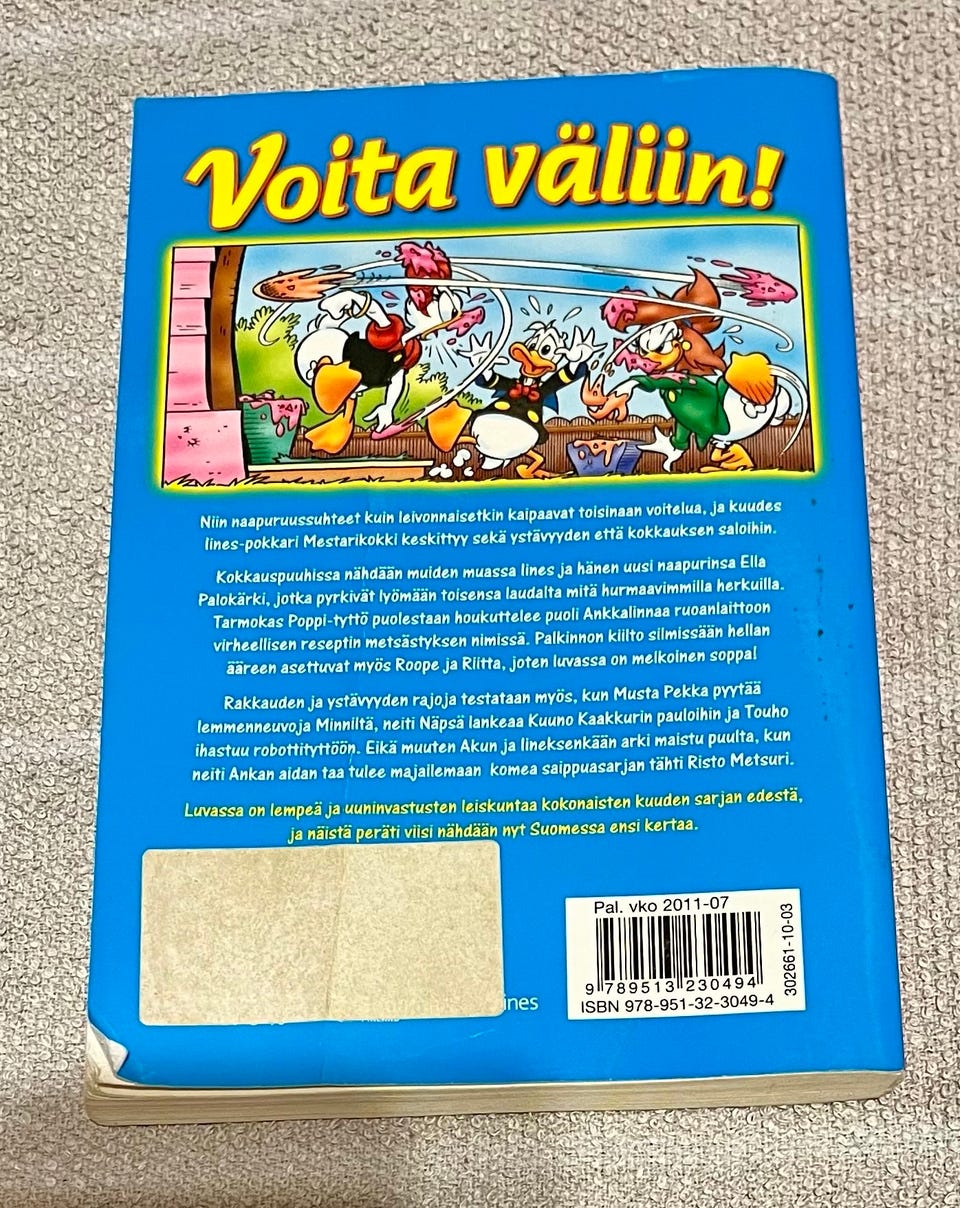 Voita väliin!
Niin naapuruussuhteet kuin leivonnaisetkin kaipaavat toisinaan voitelua, ja kuudes
Iines-pokkari Mestarikokki keskittyy sekä ystävyyden että kokkauksen saloihin.
Kokkauspuuhissa nähdään muiden muassa Iines ja hänen uusi naapurinsa Ella
Palokärki, jotka pyrkivät lyömään toisensa laudalta mitä hurmaavimmilla herkuilla.
Tarmokas Poppi-tyttö puolestaan houkuttelee puoli Ankkalinnaa ruoanlaittoon
virheellisen reseptin metsästyksen nimissä. Palkinnon kiilto silmissään hellan
ääreen asettuvat myös Roope ja Riitta, joten luvassa on melkoinen soppa!
Rakkauden ja ystävyyden rajoja testataan myös, kun Musta Pekka pyytää
lemmenneuvoja Minniltä, neiti Näpsä lankeaa Kuuno Kaakkurin pauloihin ja Touho
ihastuu robottityttöön. Eikä muuten Akun ja Iineksenkään arki maistu puulta, kun
neiti Ankan aidan taa tulee majailemaan komea saippuasarjan tähti Risto Metsuri.
Luvassa on lempeä ja uuninvastusten leiskuntaa kokonaisten kuuden sarjan edestä,
ja näistä peräti viisi nähdään nyt Suomessa ensi kertaa.
ines
Pal. vko 2011-07
9 789513 230494
ISBN 978-951-32-3049-4
302661-10-03